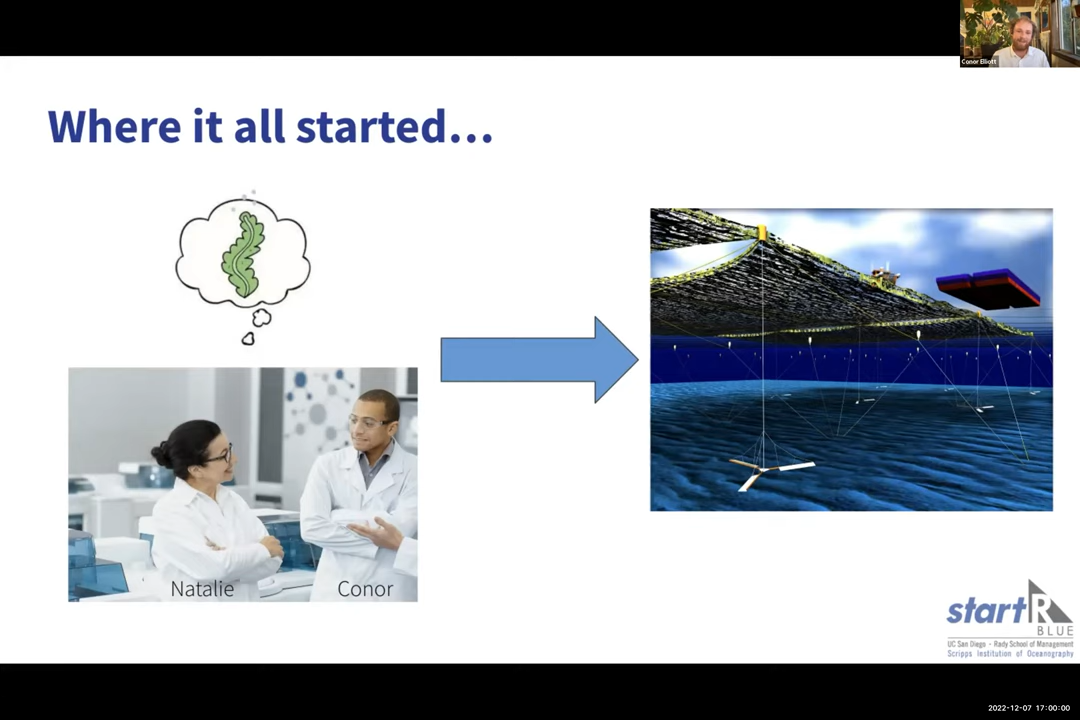 Conor Elliott
Where it all started...
Natalie
Conor
startR
BLUE
UC San Diego - Rady School of Management
Scripps Institution of Oceanography
2022-12-07 17:00:00